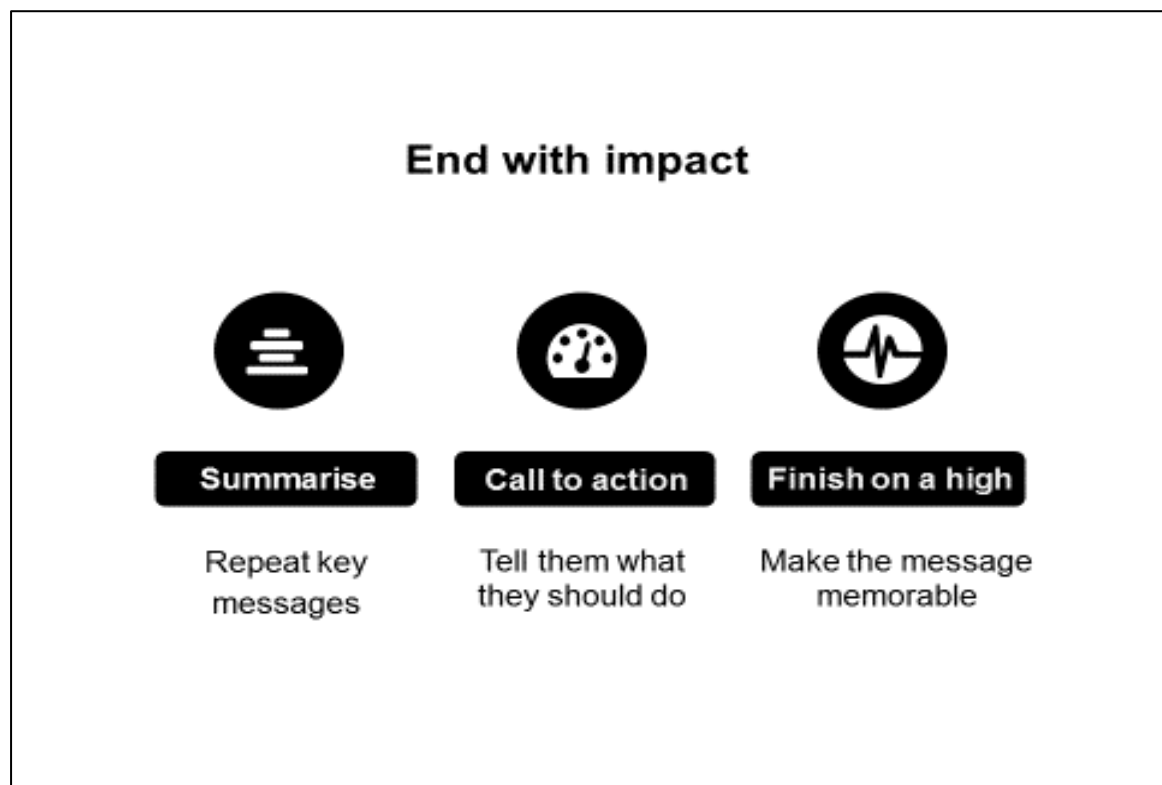 End with impact
Summarise
Repeat key
messages
Call to action
Tell them what
they should do
Finish on a high
Make the message
memorable